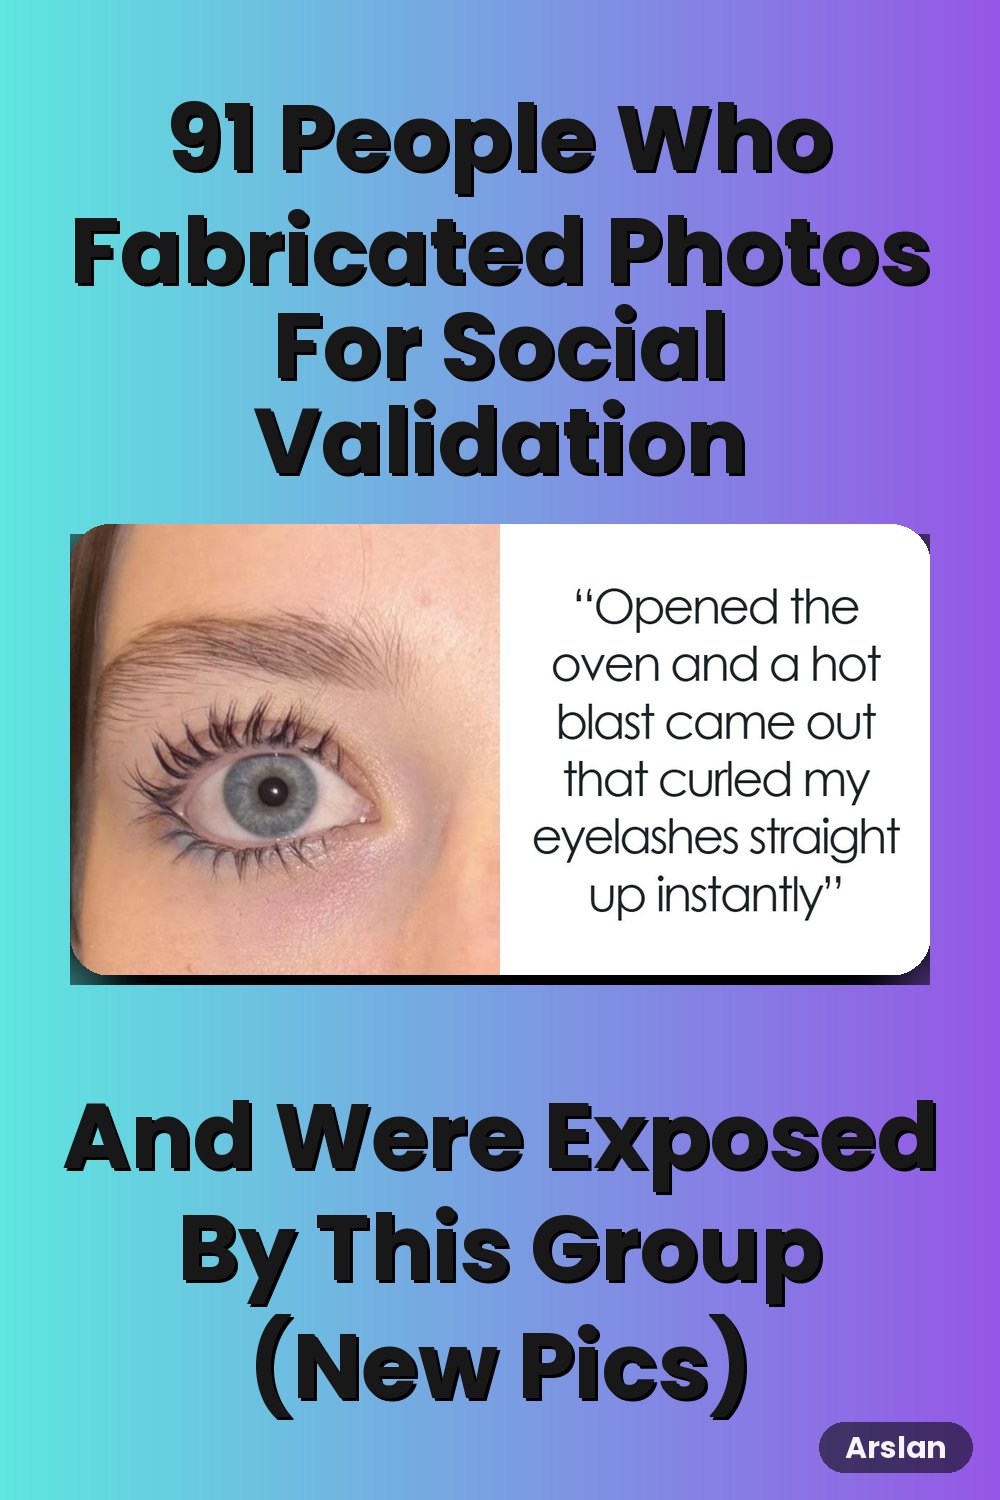 91 People Who
Fabricated Photos
For Social
Validation
“Opened the
oven and a hot
blast came out
that curled my
eyelashes straight
up instantly”
And Were Exposed
By This Group
(New Pics)
Arslan